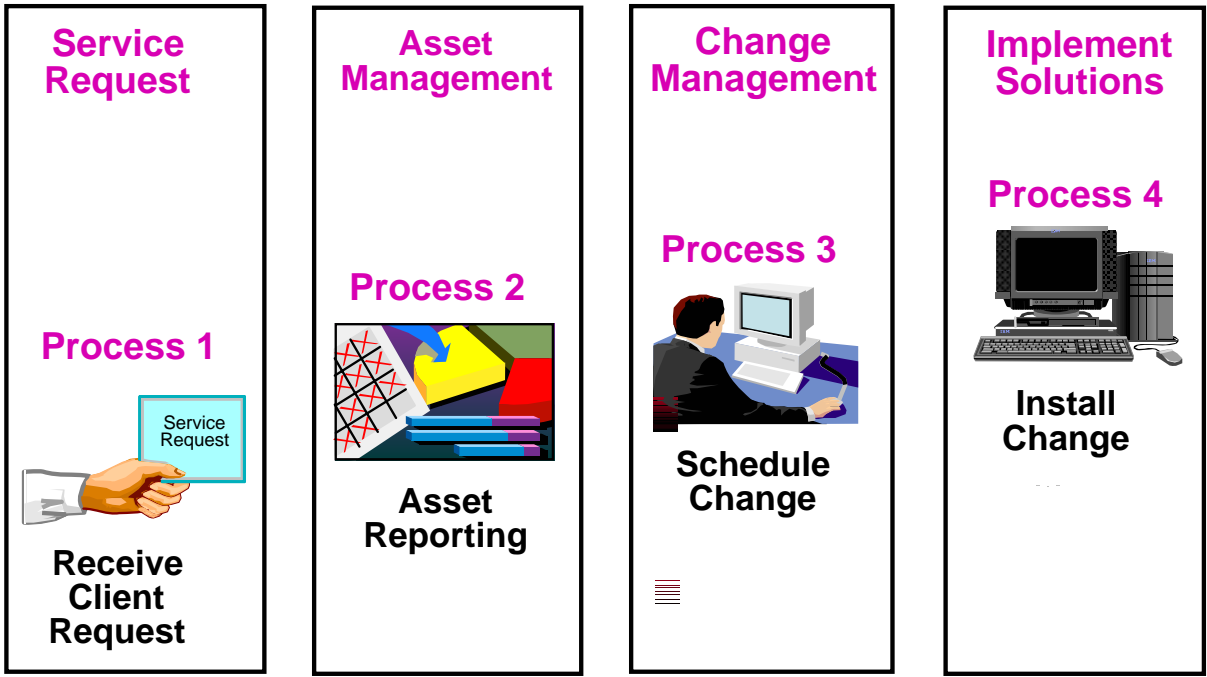 Service
Request
Process 1
Service
Request
Receive
Client
Request
Asset
Management
Process 2
Asset
Reporting
Change
Management
Process 3
Schedule
Change
Implement
Solutions
Process 4
Install
Change